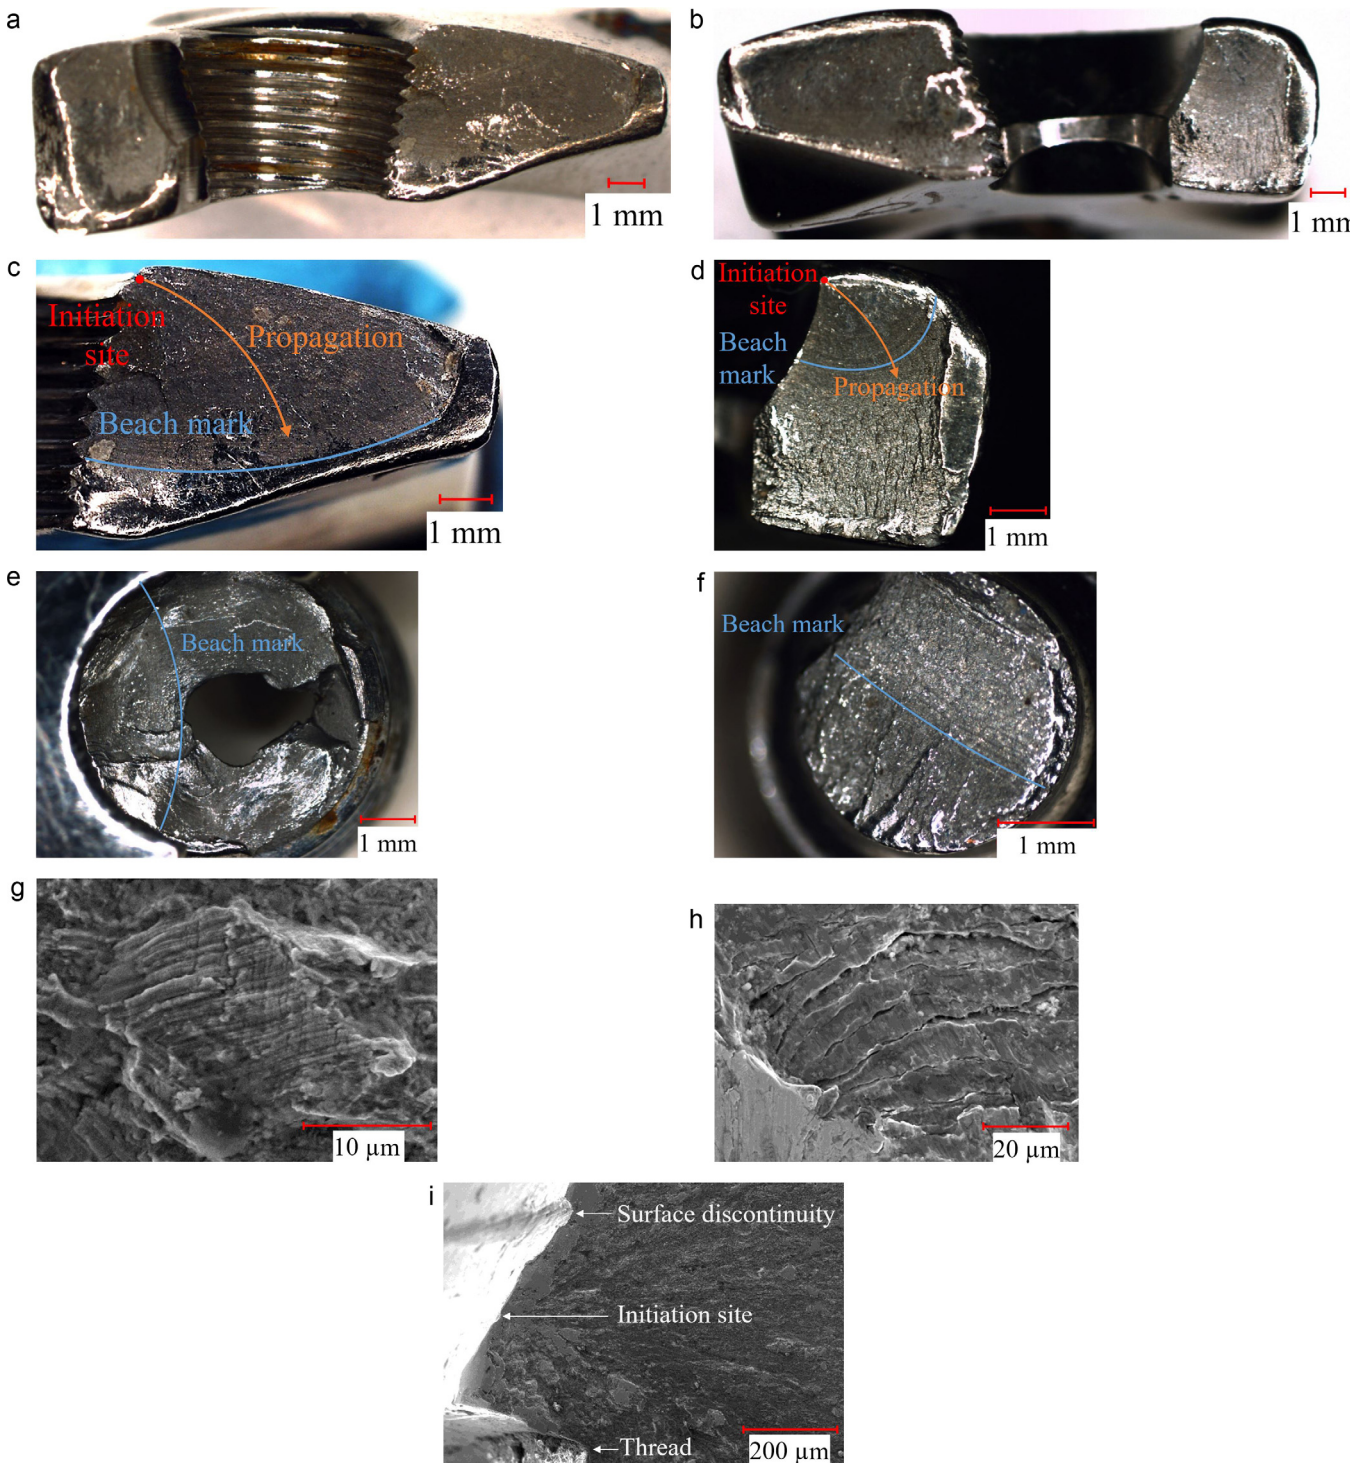 a
b
1 mm
1 mm
c
Initiation
site
Propagation
Beach mark
1 mm
d
Initiation
site
Beach
mark
Propagation
1 mm
e
Beach mark
1 mm
f
Beach mark
1 mm
g
10 µm
h
20 µm
i
Surface discontinuity
Initiation site
Thread
200 µm